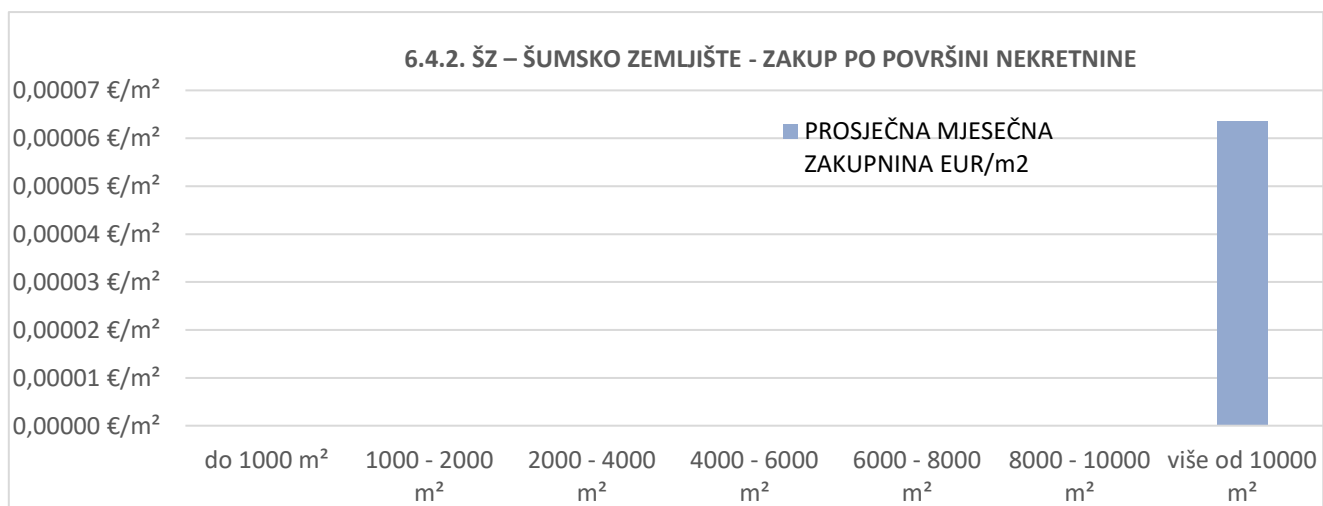 6.4.2. ŠZ – ŠUMSKO ZEMLJIŠTE - ZAKUP PO POVRŠINI NEKRETNINE
0,00007 €/m²
0,00006 €/m²
0,00005 €/m²
0,00004 €/m²
0,00003 €/m²
0,00002 €/m²
0,00001 €/m²
0,00000 €/m²
PROSJEČNA MJESEČNA
ZAKUPNINA EUR/m2
do 1000 m²
1000 - 2000
m²
2000 - 4000
m²
4000 - 6000
m²
6000 - 8000
m²
8000 - 10000
m²
više od 10000
m²